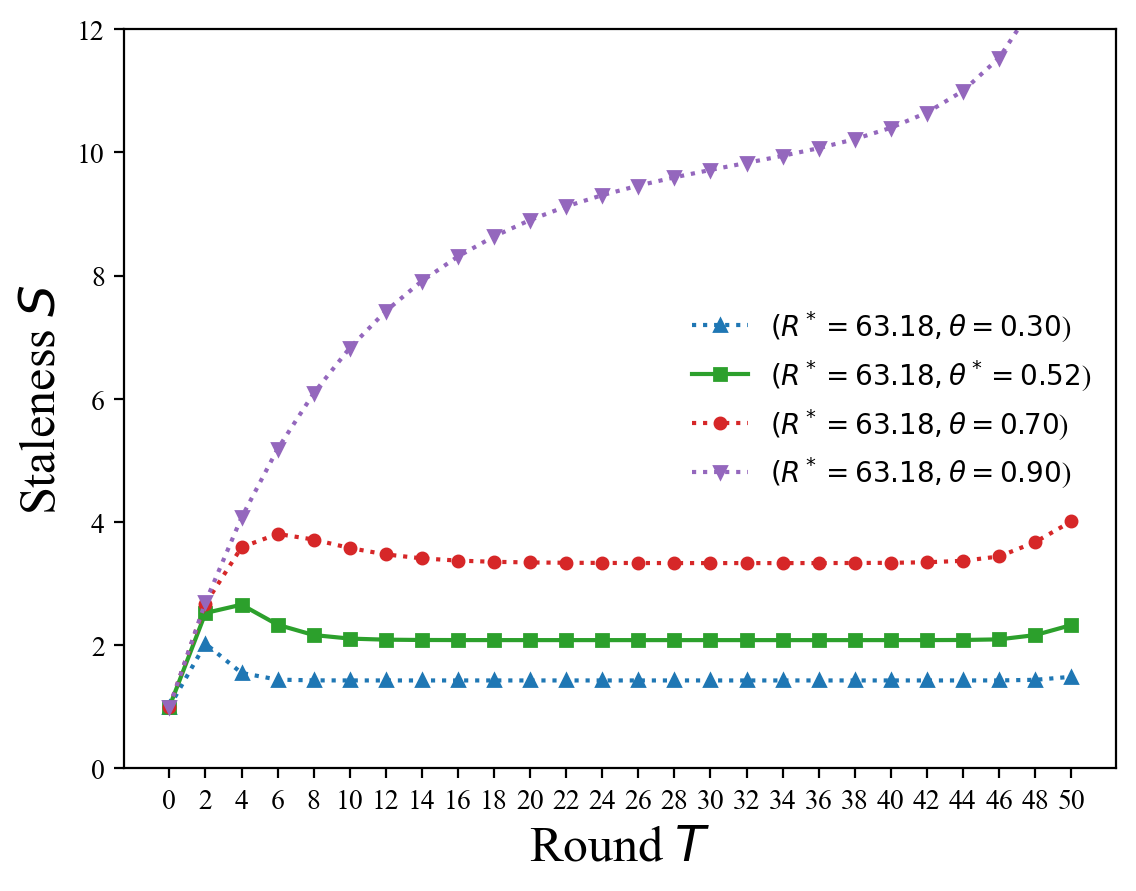 12
10
8
6
4
2
0
Staleness S
(R* = 63.18, θ = 0.30)
(R* = 63.18, θ* = 0.52)
(R* = 63.18, θ = 0.70)
(R* = 63.18, θ = 0.90)
0 2 4 6 8 10 12 14 16 18 20 22 24 26 28 30 32 34 36 38 40 42 44 46 48 50
Round T